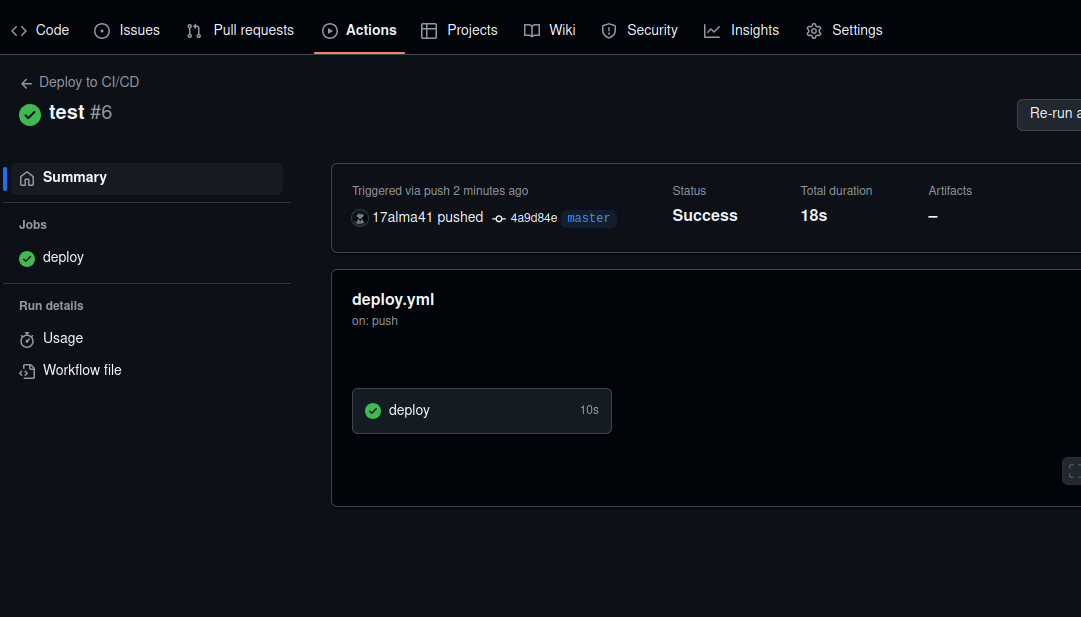 Code Issues Pull requests Actions Projects Wiki Security Insights Settings
Deploy to CI/CD
test #6
Re-run a
Summary
Jobs
deploy
Run details
Usage
Workflow file
Triggered via push 2 minutes ago
17alma41 pushed 4a9d84e master
Status
Success
Total duration
18s
Artifacts
–
deploy.yml
on: push
deploy 10s